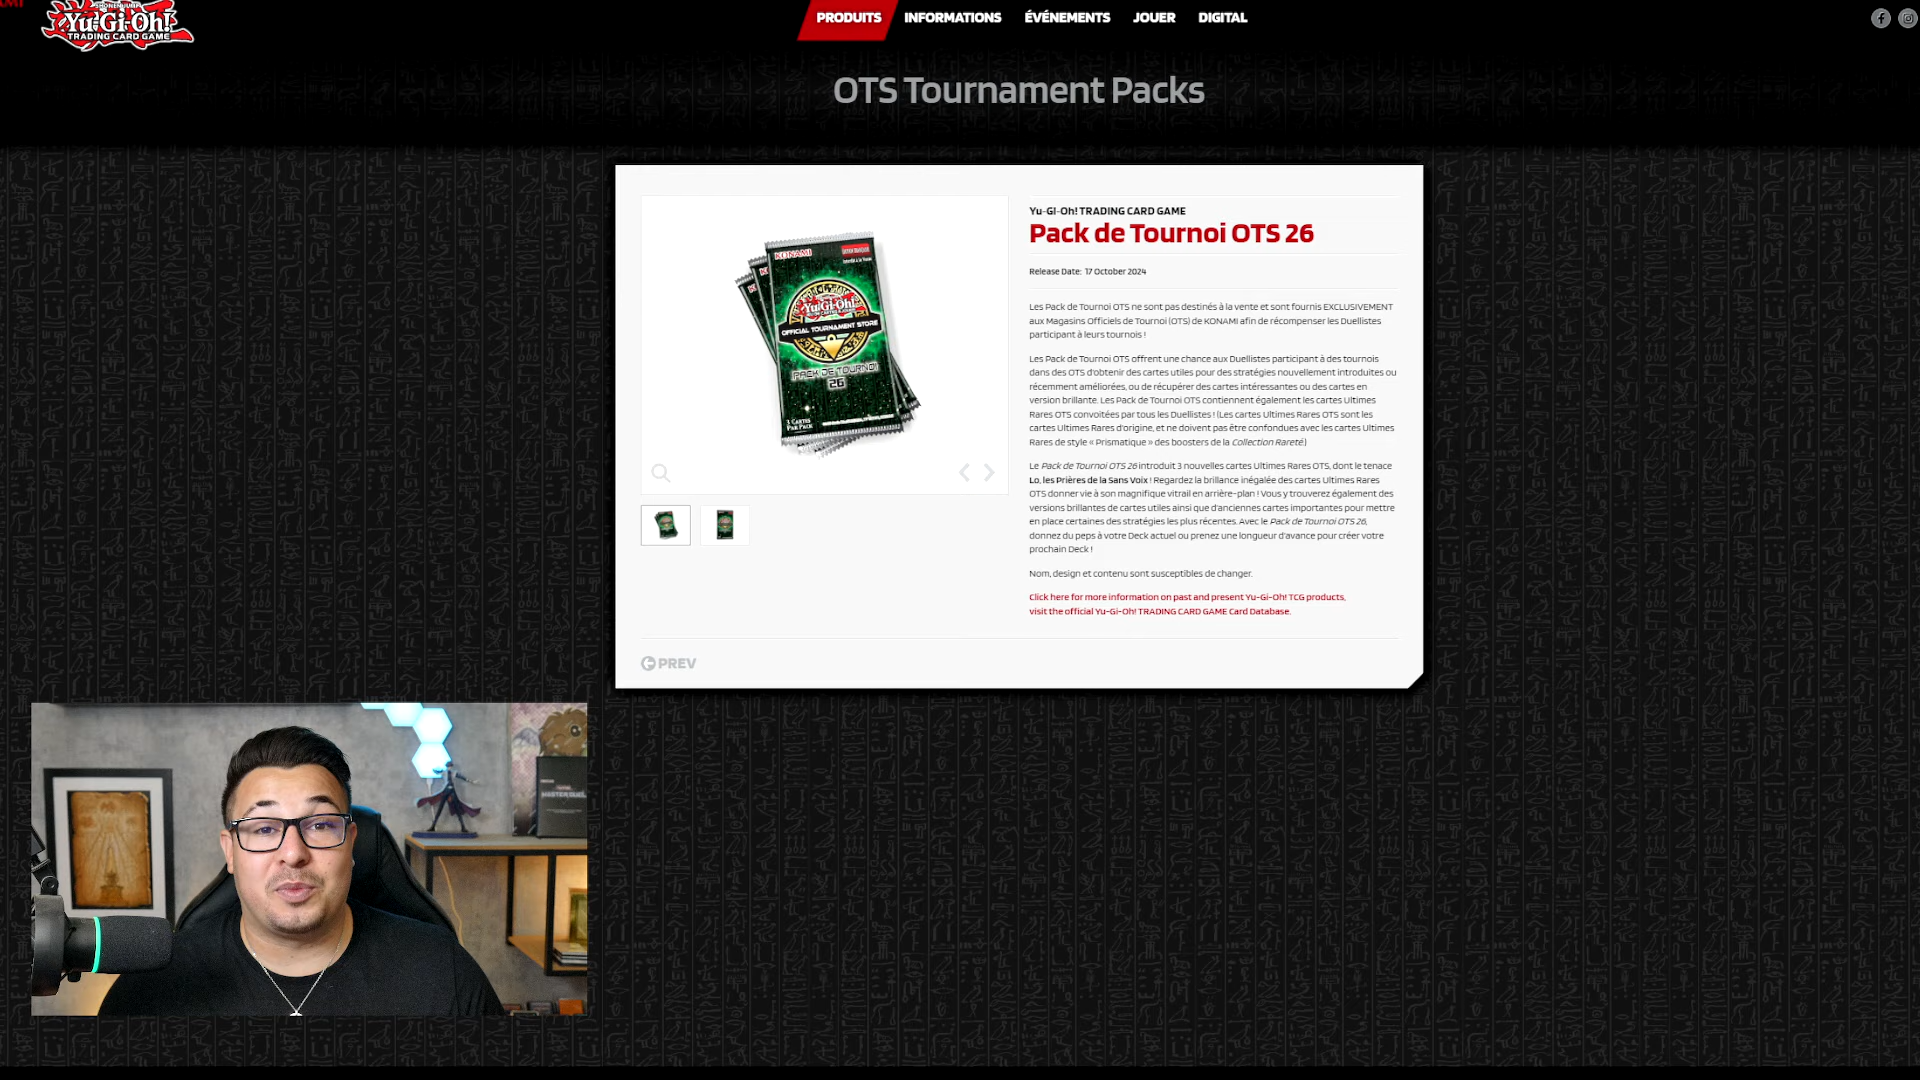 Yu-Gi-Oh!
TRADING CARD GAME
PRODUITS
INFORMATIONS
ÉVÉNEMENTS
JOUER
DIGITAL
OTS Tournament Packs
KONAMI
Yu-Gi-Oh!
OFFICIAL TOURNAMENT STORE
PACK DE TOURNOI
26
3 CARTES
PAR PACK
Yu-GI-Oh! TRADING CARD GAME
Pack de Tournoi OTS 26
Release Date: 17 October 2024
Les Pack de Tournoi OTS ne sont pas destinés à la vente et sont fournis EXCLUSIVEMENT
aux Magasins Officiels de Tournoi (OTS) de KONAMI afin de récompenser les Duellistes
participant à leurs tournois !
Les Pack de Tournoi OTS offrent une chance aux Duellistes participant à des tournois
dans des OTS d'obtenir des cartes utiles pour des stratégies nouvellement introduites ou
récemment améliorées, ou de récupérer des cartes intéressantes ou des cartes en
version brillante. Les Pack de Tournoi OTS contiennent également les cartes Ultimes
Rares OTS convoitées par tous les Duellistes ! (Les cartes Ultimes Rares OTS sont les
cartes Ultimes Rares d'origine, et ne doivent pas être confondues avec les cartes Ultimes
Rares de style « Prismatique » des boosters de la Collection Rareté.)
Le Pack de Tournoi OTS 26 introduit 3 nouvelles cartes Ultimes Rares OTS, dont le tenace
Lo, les Prières de la Sans Voix ! Regardez la brillance inégalée des cartes Ultimes Rares
OTS donner vie à son magnifique vitrail en arrière-plan ! Vous y trouverez également des
versions brillantes de cartes utiles ainsi que d'anciennes cartes importantes pour mettre
en place certaines des stratégies les plus récentes. Avec le Pack de Tournoi OTS 26,
donnez du peps à votre Deck actuel ou prenez une longueur d'avance pour créer votre
prochain Deck !
Nom, design et contenu sont susceptibles de changer.
Click here for more information on past and present Yu-Gi-Oh! TCG products,
visit the official Yu-Gi-Oh! TRADING CARD GAME Card Database.
PREV
MASTER DUEL